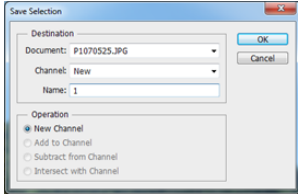 Save Selection
Destination
OK
Document: P1070525.JPG
Cancel
Channel: New
Name: 1
Operation
New Channel
Add to Channel
Subtract from Channel
Intersect with Channel